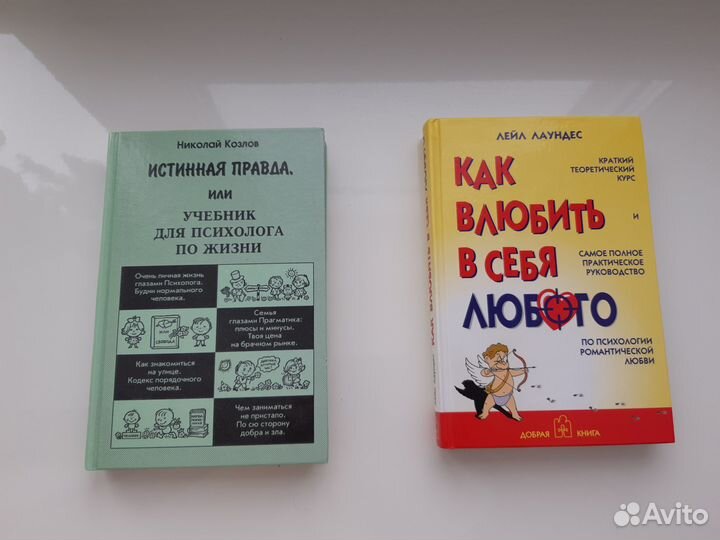 Николай Козлов
ИСТИННАЯ ПРАВДА,
ИЛИ
УЧЕБНИК
ДЛЯ ПСИХОЛОГА
ПО ЖИЗНИ
Очень личная жизнь
глазами Психолога.
Будни нормального
человека.
Семья
глазами Прагматика:
плюсы и минусы.
Твоя цена
на брачном рынке.
Как знакомиться
на улице.
Кодекс порядочного
человека.
Чем заниматься
не пристало.
По сю сторону
добра и зла.
ЛЕЙЛ ЛАУНДЕС
КАК
ВЛЮБИТЬ
В СЕБЯ
ЛЮБОГО
КРАТКИЙ
ТЕОРЕТИЧЕСКИЙ
КУРС
И
САМОЕ ПОЛНОЕ
ПРАКТИЧЕСКОЕ
РУКОВОДСТВО
ПО ПСИХОЛОГИИ
РОМАНТИЧЕСКОЙ
ЛЮБВИ
ДОБРАЯ КНИГА
Avito